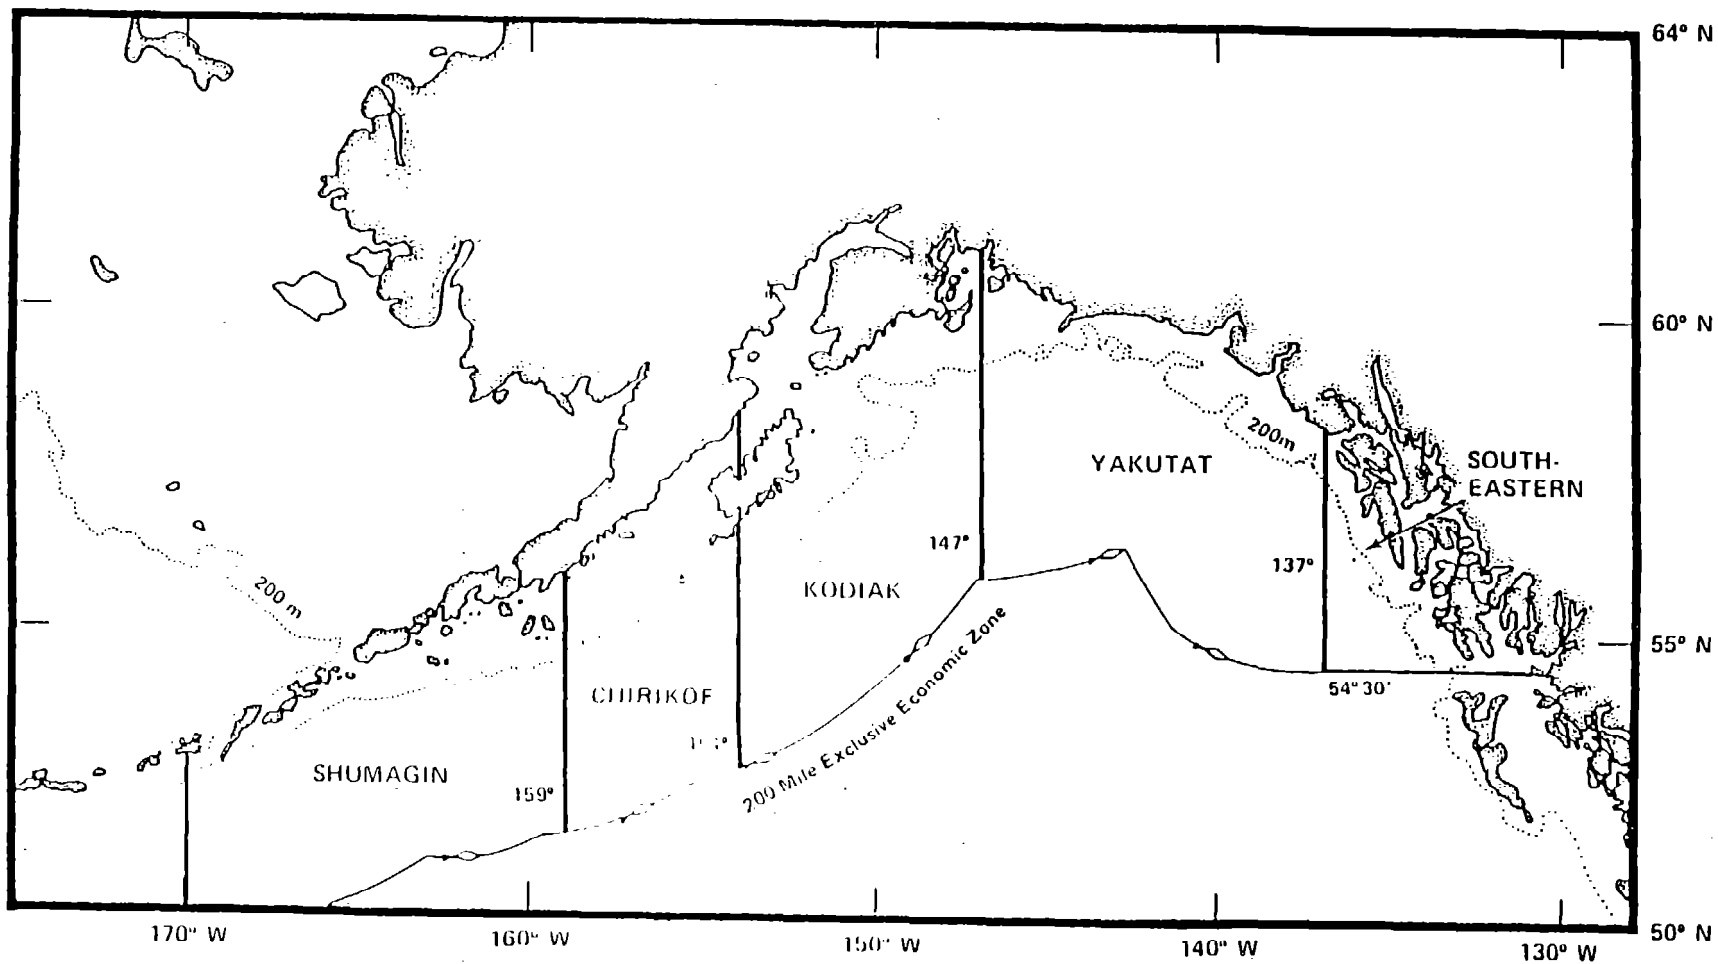 64° N
60° N
200m
YAKUTAT
SOUTH-
EASTERN
147°
137°
KODIAK
200 m
55° N
CHIRIKOF
54° 30'
200 Mile Exclusive Economic Zone
SHUMAGIN
159°
50° N
170° W
160° W
150° W
140° W
130° W